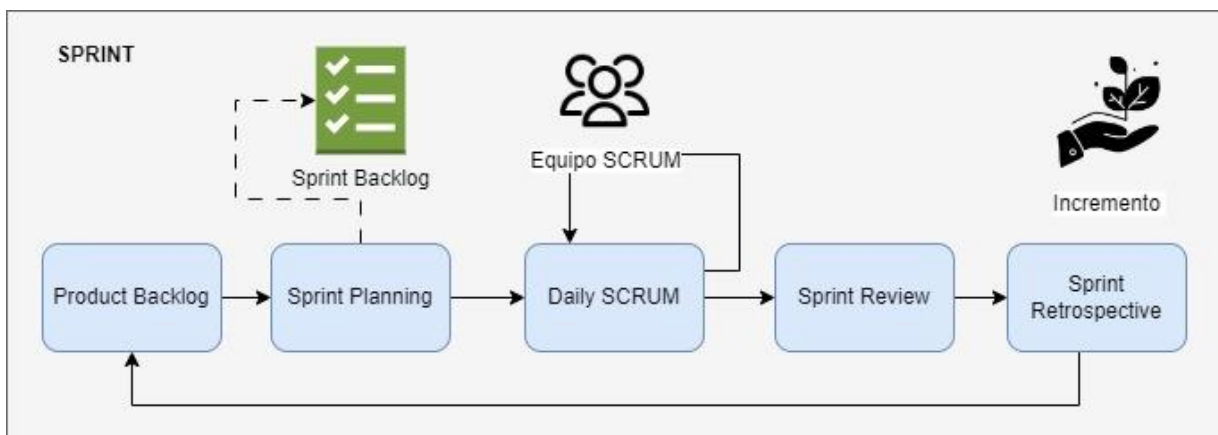 SPRINT
Sprint Backlog
Equipo SCRUM
Incremento
Product Backlog
Sprint Planning
Daily SCRUM
Sprint Review
Sprint
Retrospective